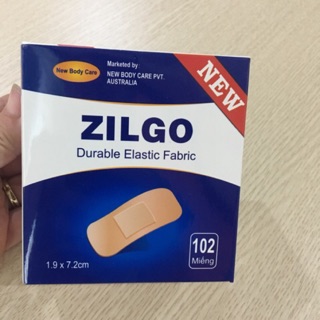 New Body Care
Marketed by
NEW BODY CARE PVT.
AUSTRALIA
NEW
ZILGO
Durable Elastic Fabric
102
Miếng
1.9 x 7.2cm